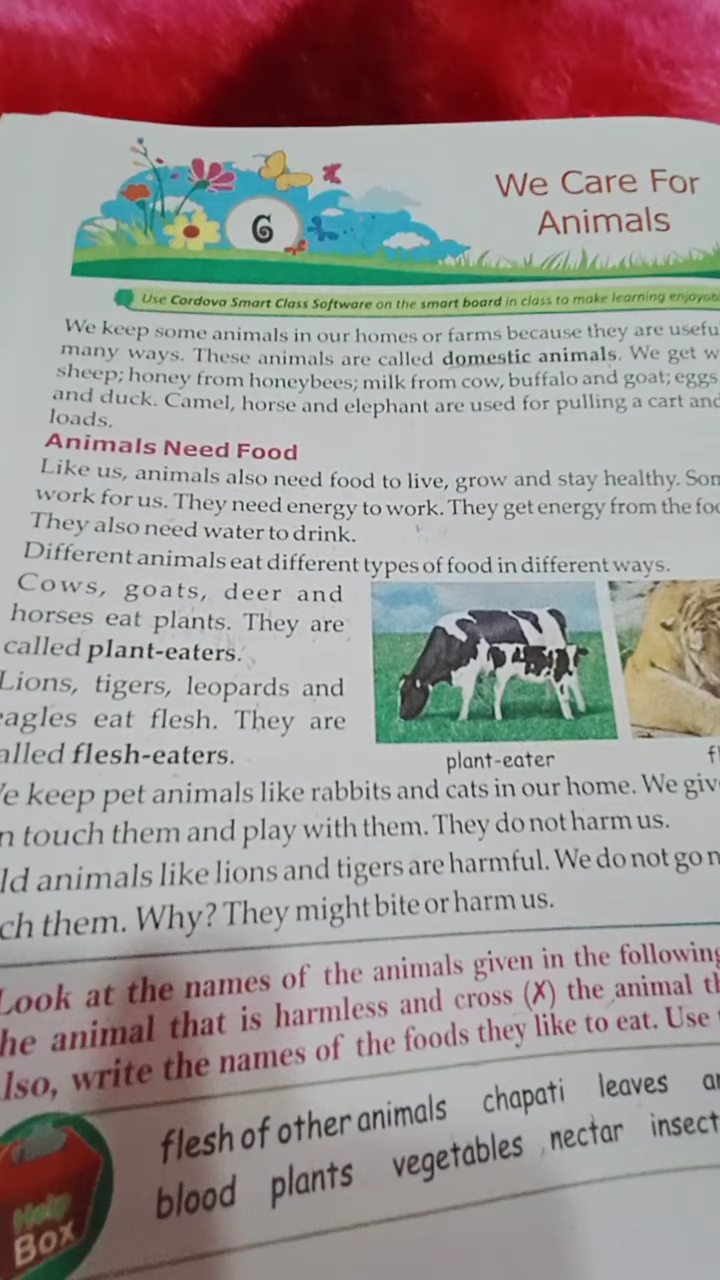 6
We Care For
Animals
Use Cordova Smart Class Software on the smart board in class to make learning
We keep some animals in our homes or farms because they are
many ways. These animals are called domestic animals. We get
sheep; honey from honeybees; milk from cow, buffalo and goat; eggs
and duck. Camel, horse and elephant are used for pulling a cart and
loads.
Animals Need Food
Like us, animals also need food to live, grow and stay healthy.
work for us. They need energy to work. They get energy from the
They also need water to drink.
Different animals eat different types of food in different ways.
Cows, goats, deer and
horses eat plants. They are
called plant-eaters.
Lions, tigers, leopards and
eagles eat flesh. They are
alled flesh-eaters.
plant-eater
e keep pet animals like rabbits and cats in our home. We
n touch them and play with them. They do not harm us.
ld animals like lions and tigers are harmful. We do not go
ch them. Why? They might bite or harm us.
Look at the names of the animals given in the following
he animal that is harmless and cross (✗) the animal
lso, write the names of the foods they like to eat. Use
Help
Box
flesh of other animals chapati leaves
blood plants vegetables nectar insect